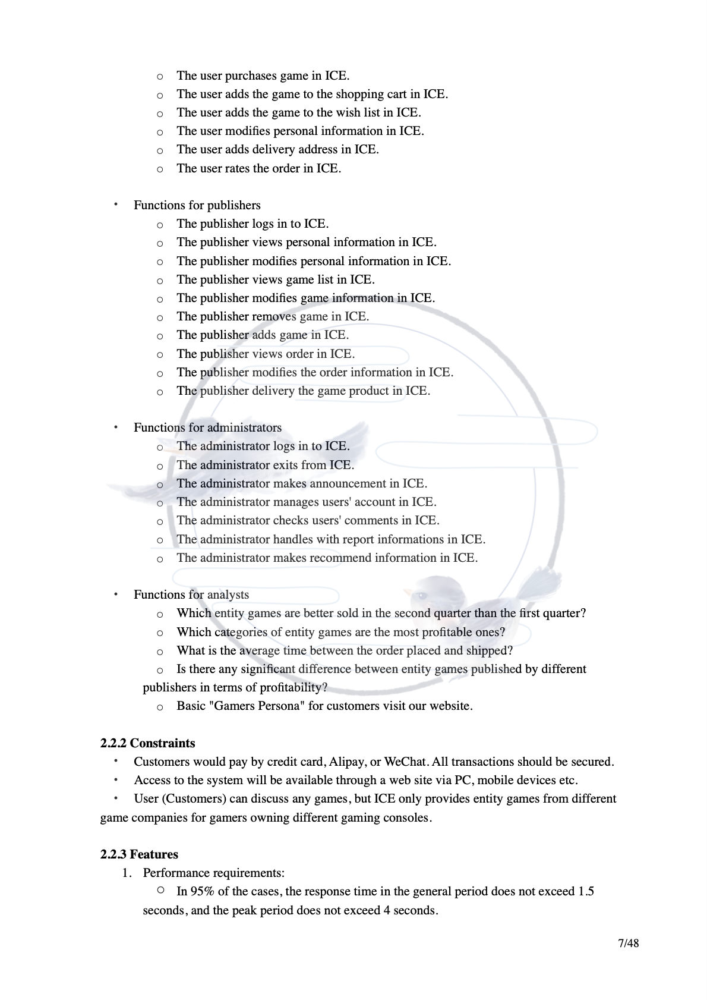 ○ The user purchases game in ICE.
○ The user adds the game to the shopping cart in ICE.
○ The user adds the game to the wish list in ICE.
○ The user modifies personal information in ICE.
○ The user adds delivery address in ICE.
○ The user rates the order in ICE.
• Functions for publishers
○ The publisher logs in to ICE.
○ The publisher views personal information in ICE.
○ The publisher modifies personal information in ICE.
○ The publisher views game list in ICE.
○ The publisher modifies game information in ICE.
○ The publisher removes game in ICE.
○ The publisher adds game in ICE.
○ The publisher views order in ICE.
○ The publisher modifies the order information in ICE.
○ The publisher delivery the game product in ICE.
• Functions for administrators
○ The administrator logs in to ICE.
○ The administrator exits from ICE.
○ The administrator makes announcement in ICE.
○ The administrator manages users' account in ICE.
○ The administrator checks users' comments in ICE.
○ The administrator handles with report informations in ICE.
○ The administrator makes recommend information in ICE.
• Functions for analysts
○ Which entity games are better sold in the second quarter than the first quarter?
○ Which categories of entity games are the most profitable ones?
○ What is the average time between the order placed and shipped?
○ Is there any significant difference between entity games published by different
publishers in terms of profitability?
○ Basic "Gamers Persona" for customers visit our website.
2.2.2 Constraints
• Customers would pay by credit card, Alipay, or WeChat. All transactions should be secured.
• Access to the system will be available through a web site via PC, mobile devices etc.
• User (Customers) can discuss any games, but ICE only provides entity games from different
game companies for gamers owning different gaming consoles.
2.2.3 Features
1. Performance requirements:
○ In 95% of the cases, the response time in the general period does not exceed 1.5
seconds, and the peak period does not exceed 4 seconds.
7/48